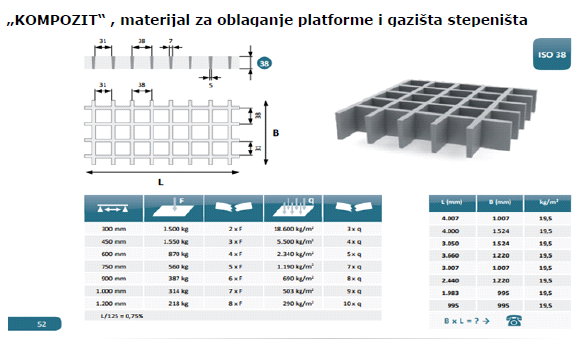 „KOMPOZIT“ , materijal za oblaganje platforme i gazišta stepeništa
ISO 38
31 38 7
38
5
31 38
38
31
B
L
F Q
300 mm 1.500 kg 2 x F 18.600 kg/m² 3 x q
450 mm 1.550 kg 3 x F 5.500 kg/m² 4 x q
600 mm 879 kg 4 x F 2.340 kg/m² 5 x q
750 mm 560 kg 5 x F 1.190 kg/m² 7 x q
900 mm 387 kg 6 x F 690 kg/m² 8 x q
1.000 mm 314 kg 7 x F 503 kg/m² 9 x q
1.200 mm 218 kg 8 x F 290 kg/m² 10 x q
L/125 = 0,75%
L (mm) B (mm) kg/m²
4.007 1.007 19,5
4.000 1.524 19,5
3.050 1.524 19,5
3.660 1.220 19,5
3.007 1.007 19,5
2.440 1.220 19,5
1.983 995 19,5
995 995 19,5
B x L = ? →
52